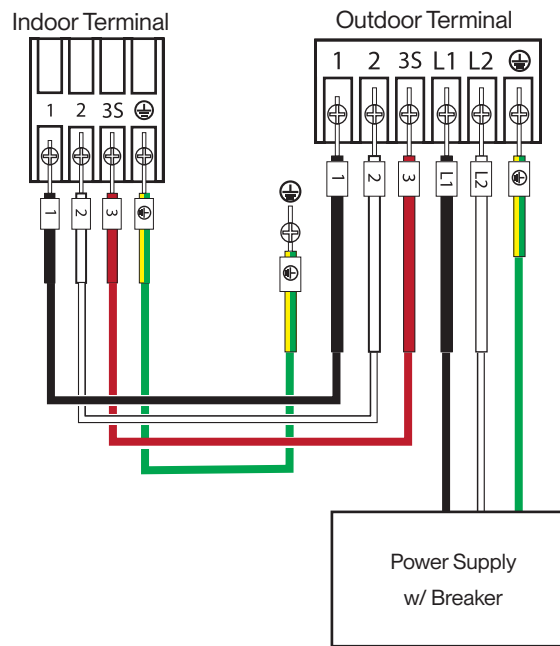 Indoor Terminal
Outdoor Terminal
1 2 3S
1 2 3S L1 L2
1 2 3
1 2 3 L1 L2
Power Supply
w/ Breaker